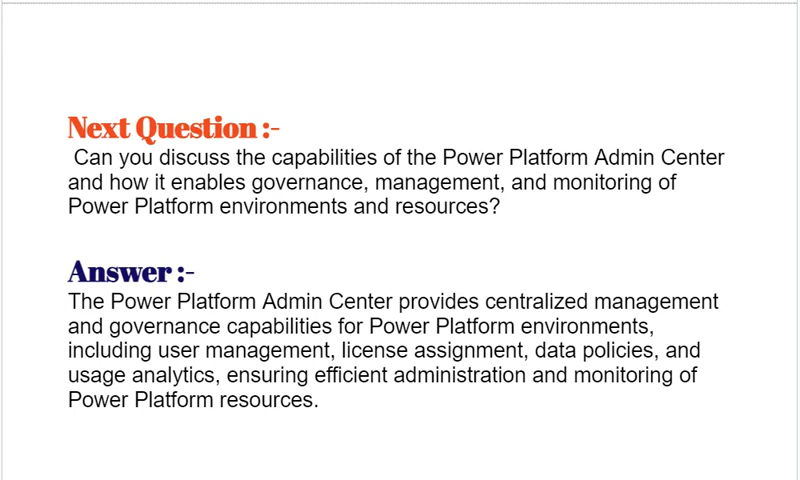 Next Question :-
Can you discuss the capabilities of the Power Platform Admin Center
and how it enables governance, management, and monitoring of
Power Platform environments and resources?
Answer :-
The Power Platform Admin Center provides centralized management
and governance capabilities for Power Platform environments,
including user management, license assignment, data policies, and
usage analytics, ensuring efficient administration and monitoring of
Power Platform resources.